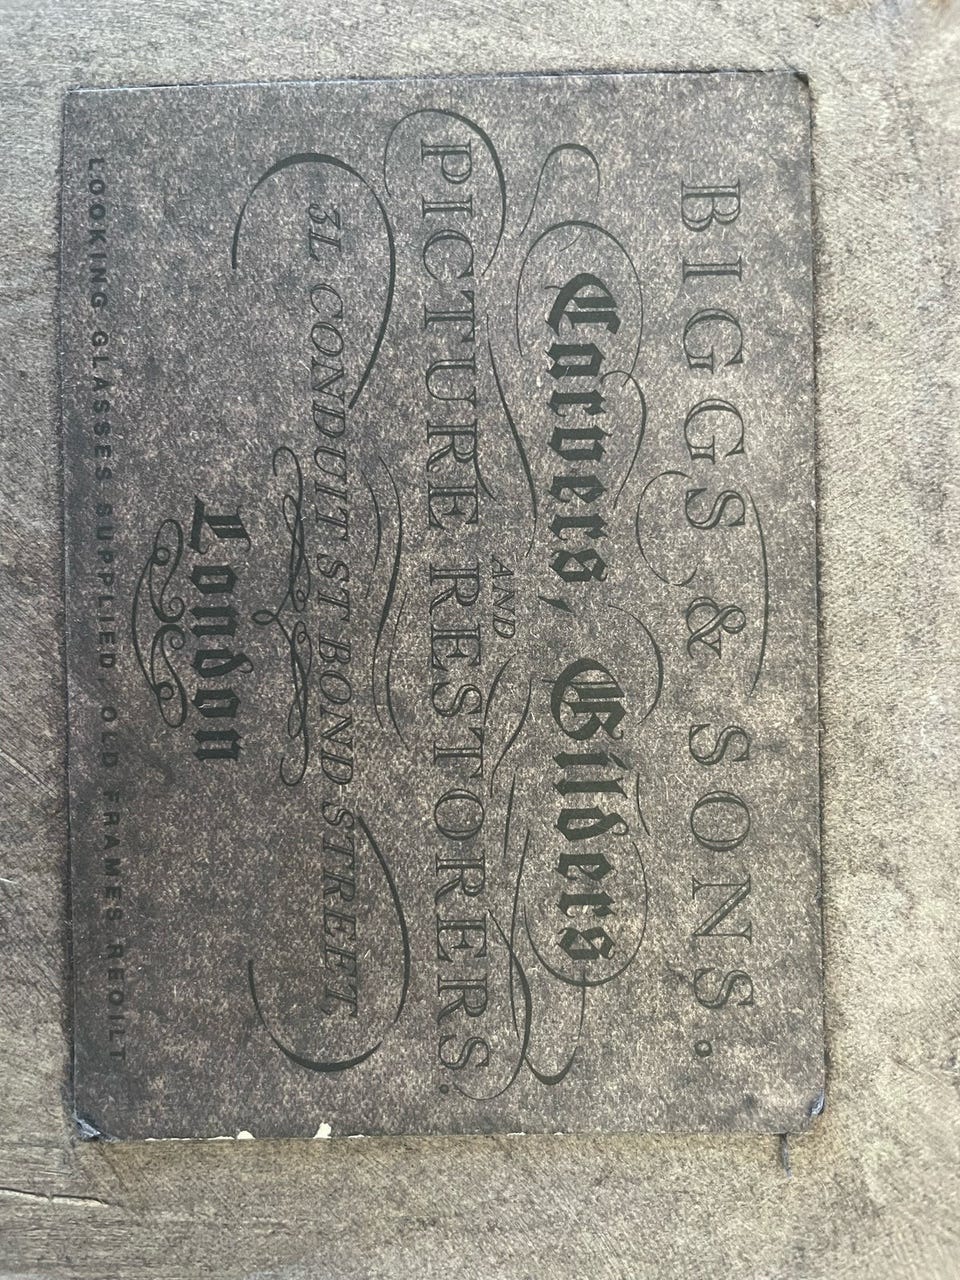 BIGGS & SONS.
Carvers, Gilders
AND
PICTURE RESTORERS.
31 CONDUIT ST BOND STREET
London
LOOKING GLASSES SUPPLIED. OLD FRAMES REGILT